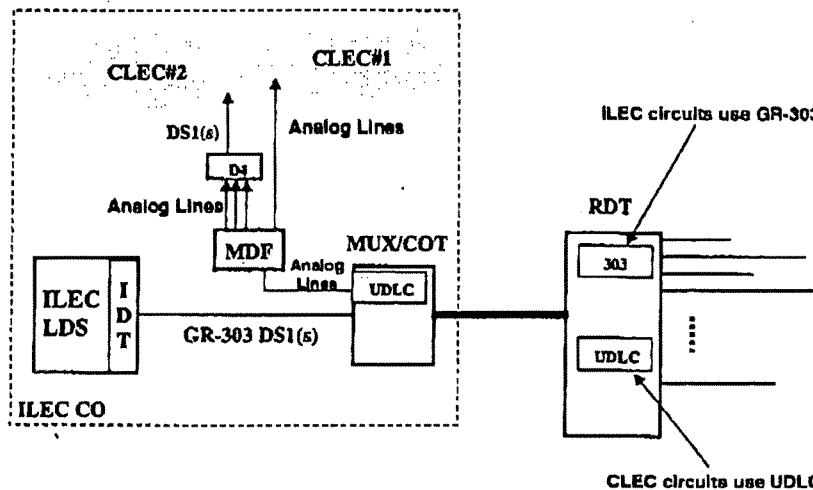 CLEC#2
CLEC#1
DS1(s)
Analog Lines
ILEC circuits use GR-303
D4
Analog Lines
RDT
MDF
MUX/COT
303
Analog
Lines
UDLC
ILEC
LDS
I
D
T
GR-303 DS1(s)
UDLC
ILEC CO
CLEC circuits use UDLC